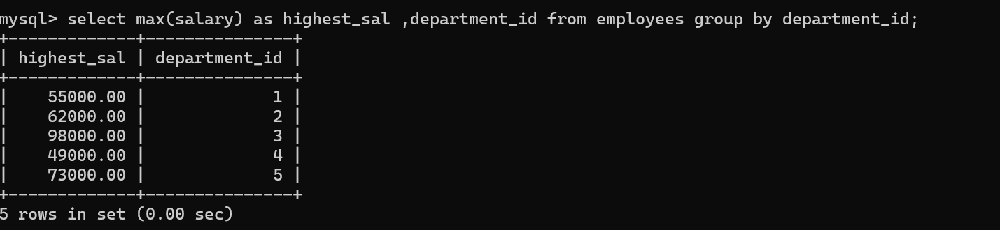 mysql> select max(salary) as highest_sal ,department_id from employees group by department_id;
+-------------+---------------+
| highest_sal | department_id |
+-------------+---------------+
|    55000.00 |             1 |
|    62000.00 |             2 |
|    98000.00 |             3 |
|    49000.00 |             4 |
|    73000.00 |             5 |
+-------------+---------------+
5 rows in set (0.00 sec)